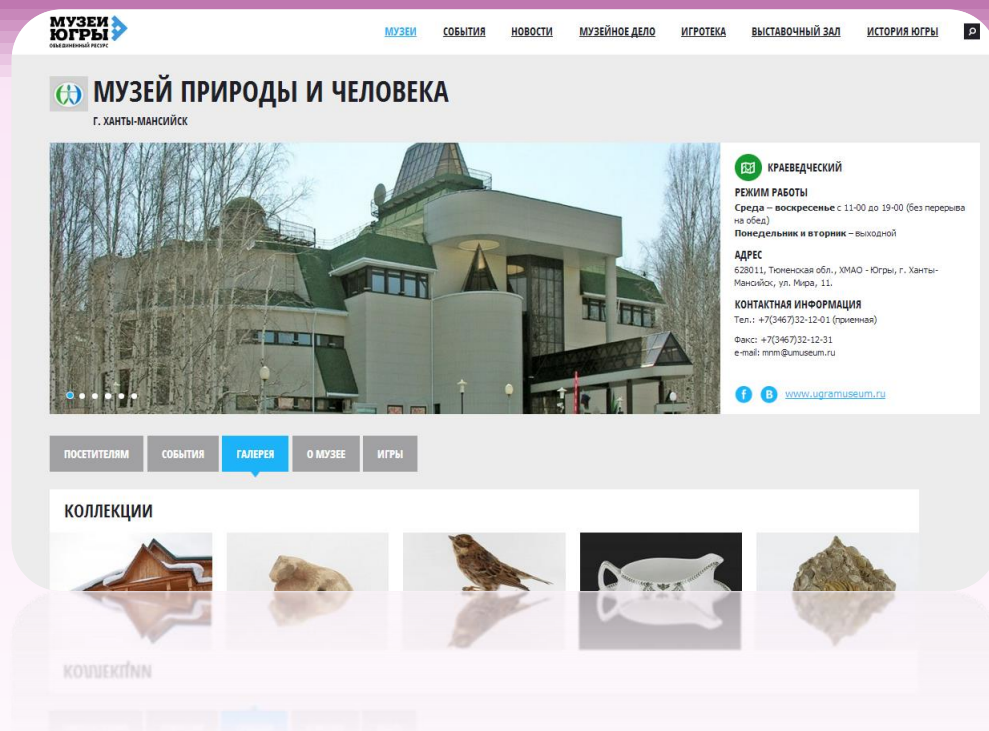 МУЗЕИ
ЮГРЫ
ОБЪЕДИНЕННЫЙ РЕСУРС
МУЗЕИ СОБЫТИЯ НОВОСТИ МУЗЕЙНОЕ ДЕЛО ИГРОТЕКА ВЫСТАВОЧНЫЙ ЗАЛ ИСТОРИЯ ЮГРЫ
МУЗЕЙ ПРИРОДЫ И ЧЕЛОВЕКА
Г. ХАНТЫ-МАНСИЙСК
КРАЕВЕДЧЕСКИЙ
РЕЖИМ РАБОТЫ
Среда – воскресенье с 11-00 до 19-00 (без перерыва
на обед)
Понедельник и вторник – выходной
АДРЕС
628011, Тюменская обл., ХМАО - Югры, г. Ханты-
Мансийск, ул. Мира, 11.
КОНТАКТНАЯ ИНФОРМАЦИЯ
Тел.: +7(3467)32-12-01 (приемная)
Факс: +7(3467)32-12-31
e-mail: mnm@umuseum.ru
f В www.ugramuseum.ru
ПОСЕТИТЕЛЯМ СОБЫТИЯ ГАЛЕРЕЯ О МУЗЕЕ ИГРЫ
КОЛЛЕКЦИИ